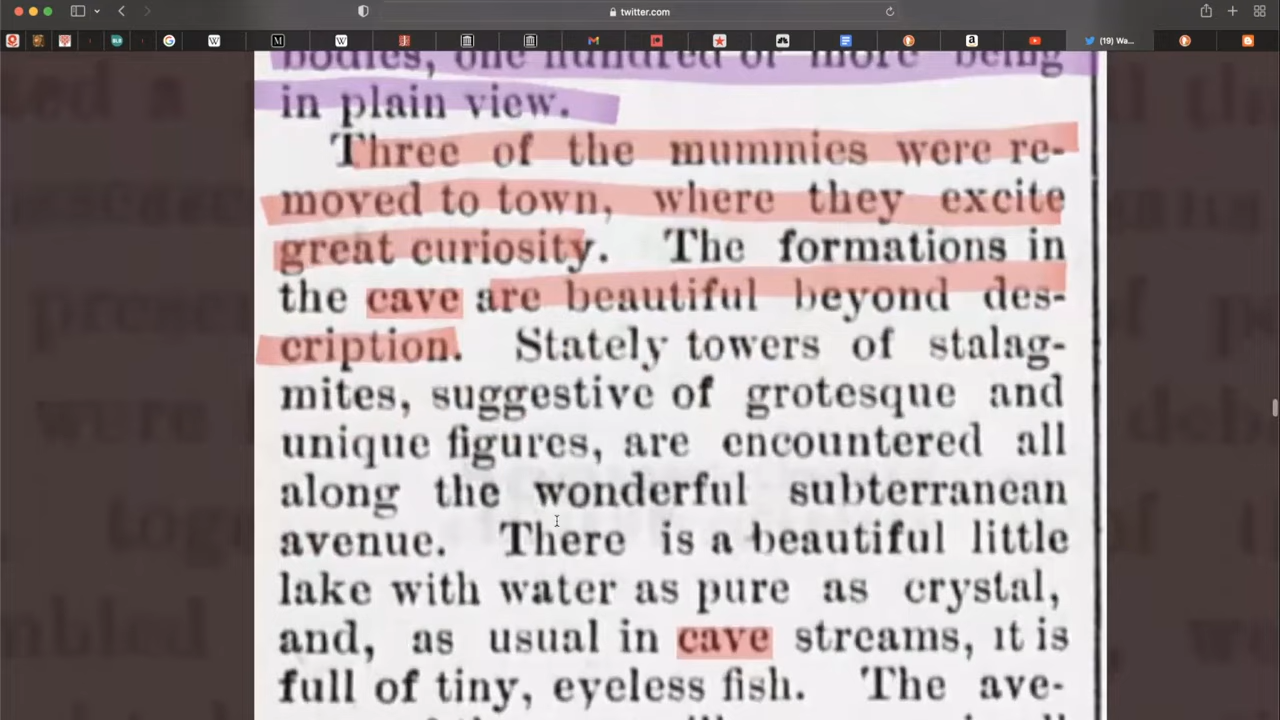 twitter.com
(19) Wa...
bodies, one hundred or more being
in plain view.
Three of the mummies were re-
moved to town, where they excite
great curiosity. The formations in
the cave are beautiful beyond des-
cription. Stately towers of stalag-
mites, suggestive of grotesque and
unique figures, are encountered all
along the wonderful subterranean
avenue. There is a beautiful little
lake with water as pure as crystal,
and, as usual in cave streams, it is
full of tiny, eyeless fish. The ave-